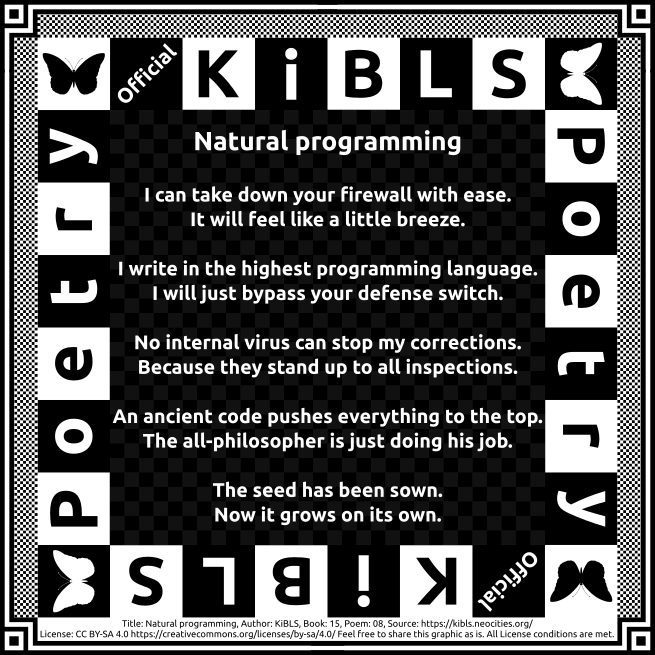 Official KiBLS
Poetry
Poetry
Natural programming
I can take down your firewall with ease.
It will feel like a little breeze.
I write in the highest programming language.
I will just bypass your defense switch.
No internal virus can stop my corrections.
Because they stand up to all inspections.
An ancient code pushes everything to the top.
The all-philosopher is just doing his job.
The seed has been sown.
Now it grows on its own.
Official KiBLS
Title: Natural programming, Author: KiBLS, Book: 15, Poem: 08, Source: https://kibls.neocities.org/
License: CC BY-SA 4.0 https://creativecommons.org/licenses/by-sa/4.0/ Feel free to share this graphic as is. All License conditions are met.